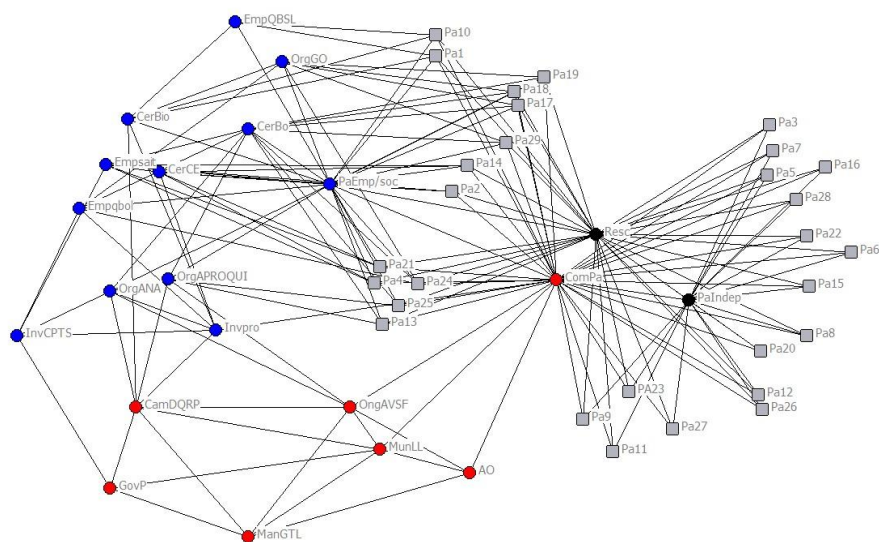 EmpQBSL
Pa10
Pa1
OrgGO
Pa19
Pa18
Pa17
CerBio
CerBo
Pa3
Pa29
Pa7
Empsait
CerCE
Pa14
Pa5
Pa16
PaEmp/soc
Pa2
Pa28
Empqbol
Resc
Pa22
Pa6
Pa21
OrgAPROQUI
Pa4
Pa24
ComPa
OrgANA
Pa15
PaIndep
Pa25
Pa13
InvCPTS
Invpro
Pa8
Pa20
PA23
Pa12
CamDQRP
OngAVSF
Pa26
Pa9
Pa27
MunLL
Pa11
AO
GovP
ManGTL